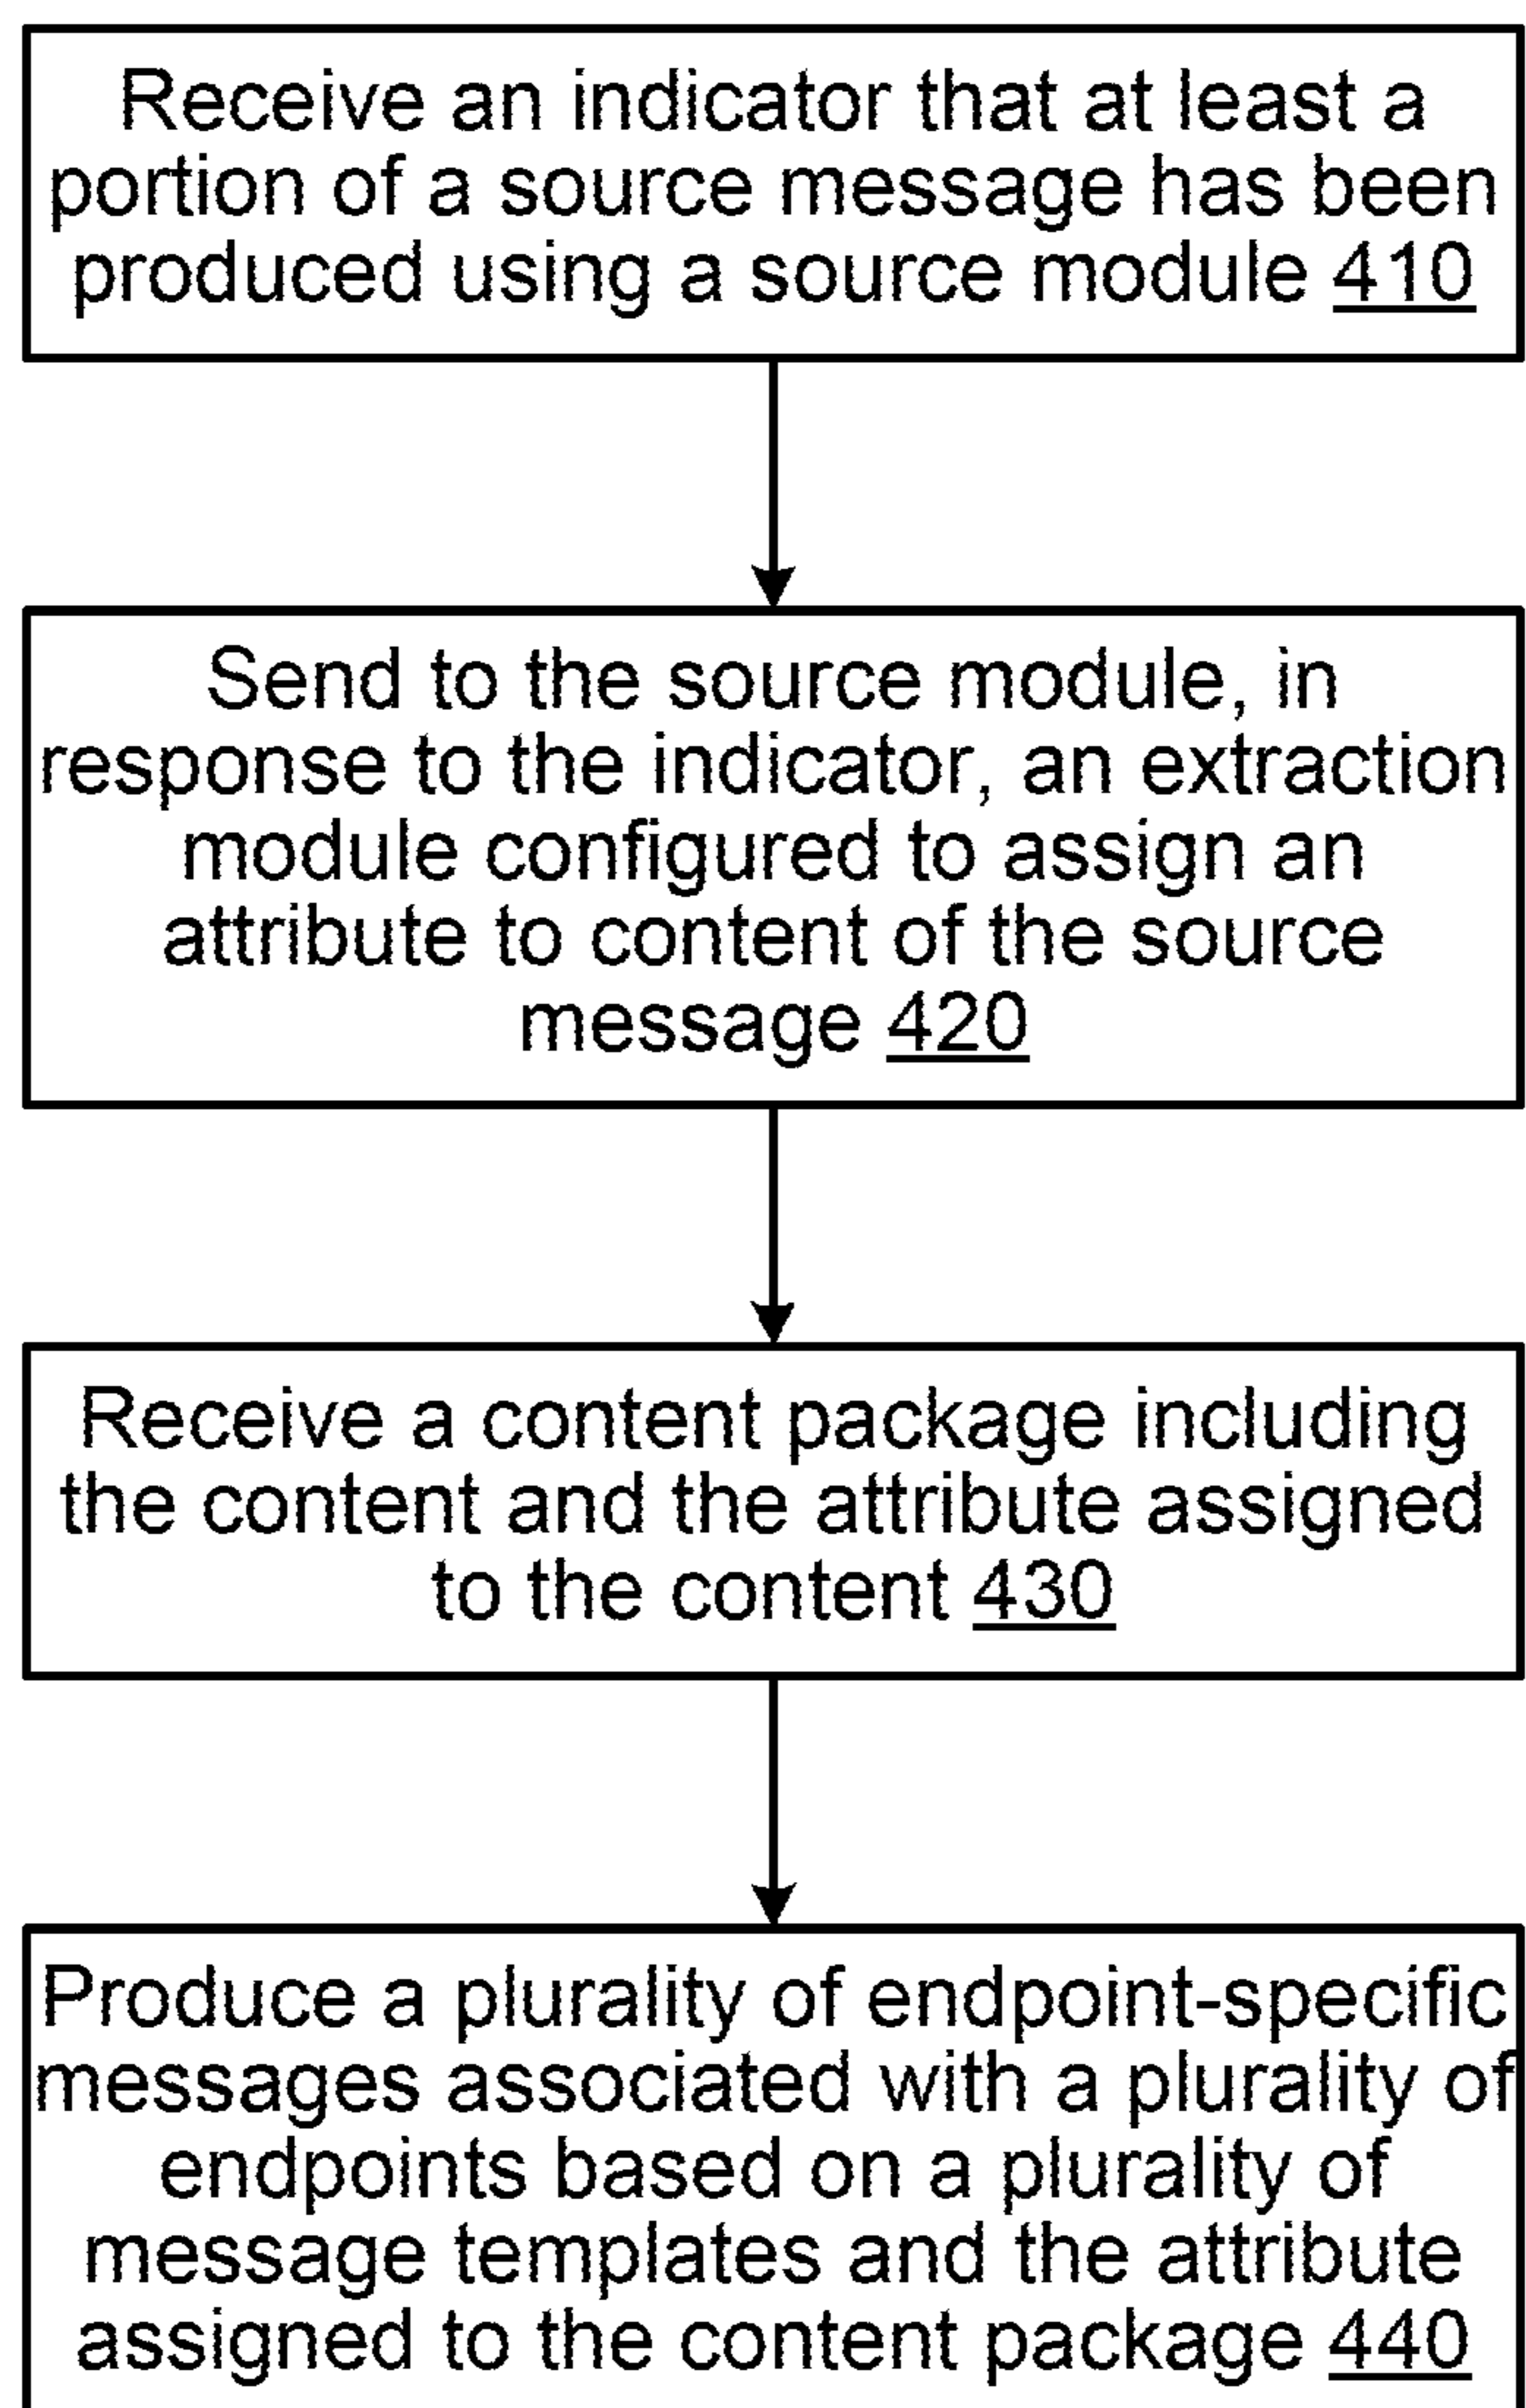 Receive an indicator that at least a
portion of a source message has been
produced using a source module 410
Send to the source module, in
response to the indicator, an extraction
module configured to assign an
attribute to content of the source
message 420
Receive a content package including
the content and the attribute assigned
to the content 430
Produce a plurality of endpoint-specific
messages associated with a plurality of
endpoints based on a plurality of
message templates and the attribute
assigned to the content package 440